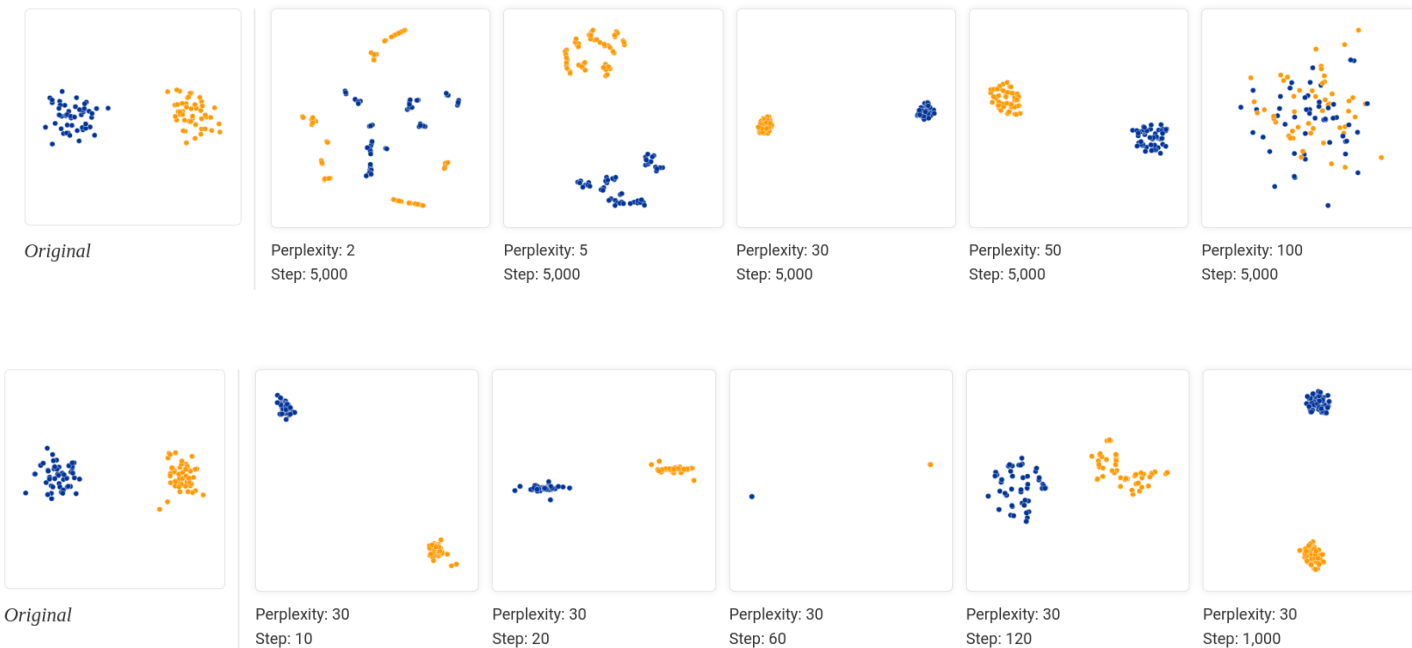 Original
Perplexity: 2
Step: 5,000
Perplexity: 5
Step: 5,000
Perplexity: 30
Step: 5,000
Perplexity: 50
Step: 5,000
Perplexity: 100
Step: 5,000
Original
Perplexity: 30
Step: 10
Perplexity: 30
Step: 20
Perplexity: 30
Step: 60
Perplexity: 30
Step: 120
Perplexity: 30
Step: 1,000